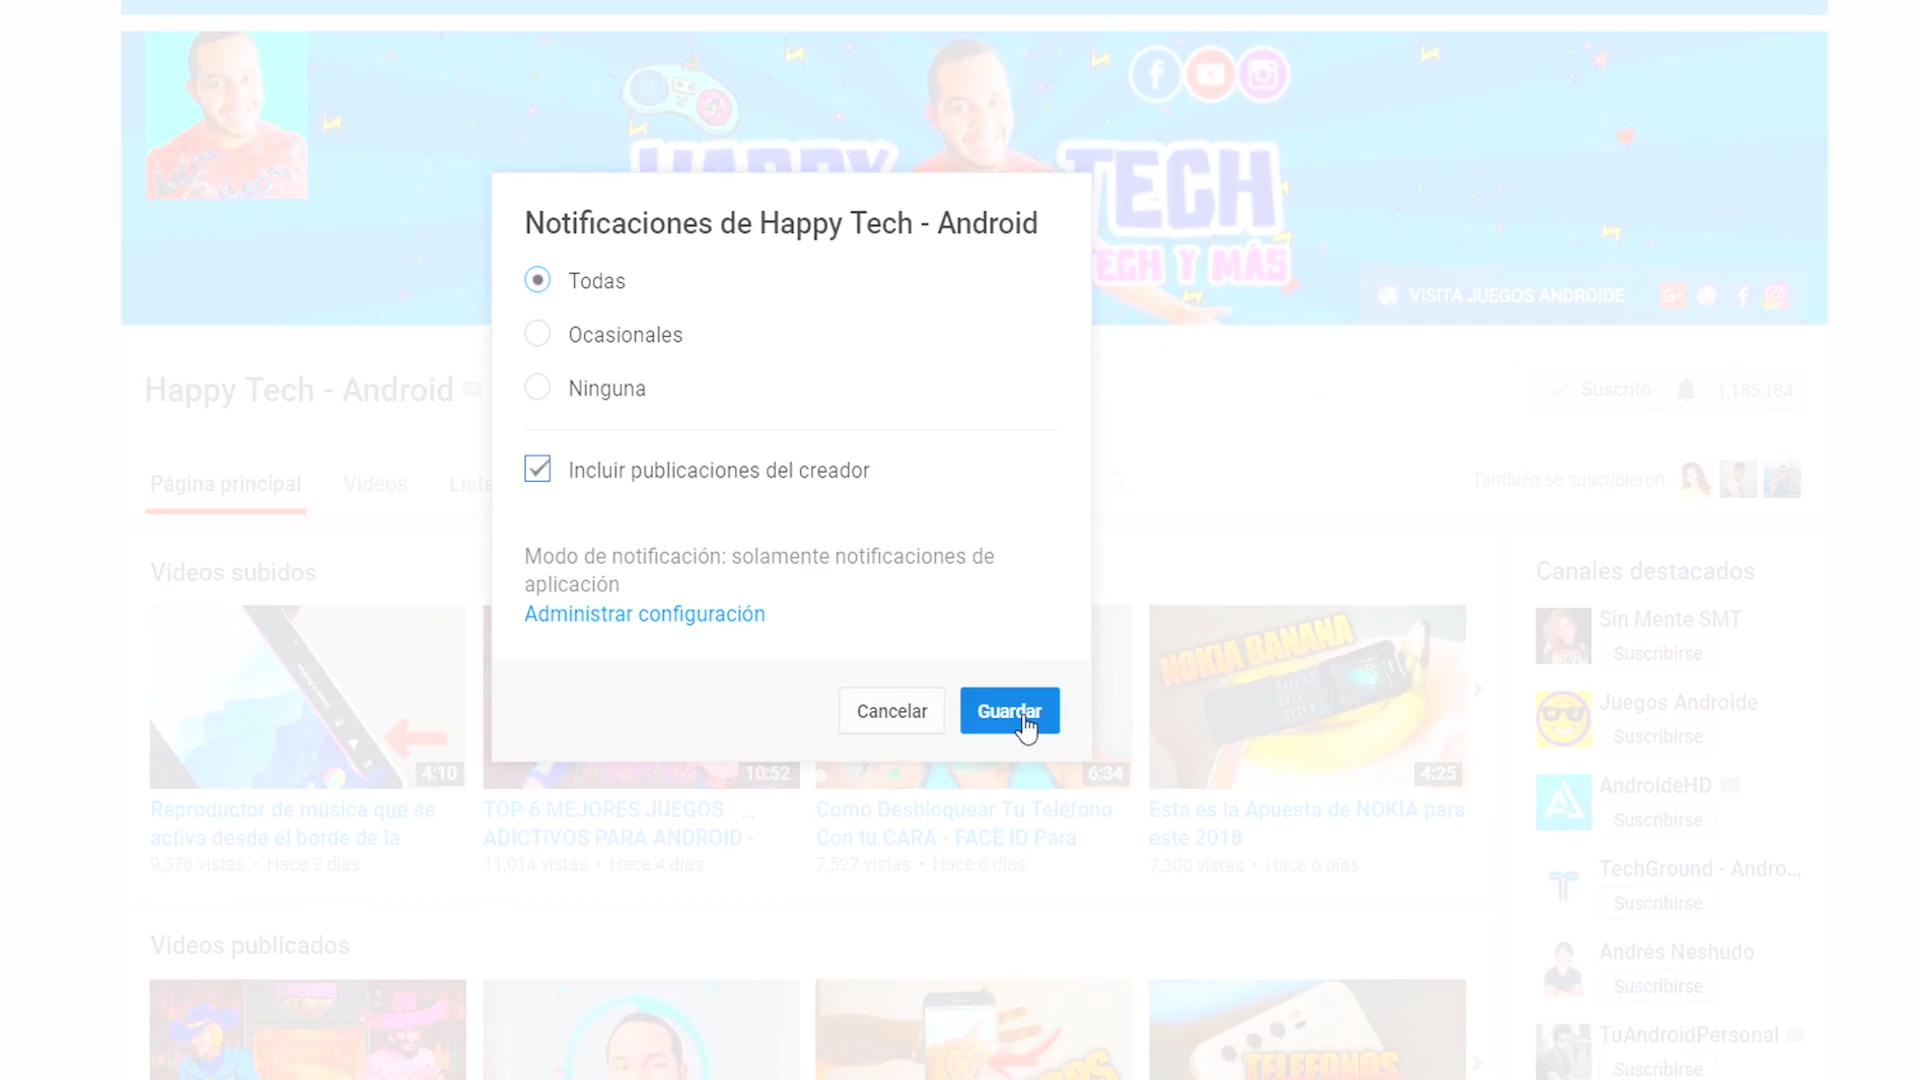 HAPPY TECH
TECH Y MÁS
VISITA JUEGOS ANDROIDE
Notificaciones de Happy Tech - Android
Todas
Ocasionales
Ninguna
Incluir publicaciones del creador
Modo de notificación: solamente notificaciones de
aplicación
Administrar configuración
Cancelar
Guardar
Happy Tech - Android
Suscrito
1,185,184
Página principal
Videos
Lista
También se suscribieron
Videos subidos
4:10
10:52
6:34
NOKIA BANANA
4:25
Reproductor de música que se
activa desde el borde de la
9,376 vistas • Hace 2 días
TOP 6 MEJORES JUEGOS ...
ADICTIVOS PARA ANDROID -
11,014 vistas • Hace 4 días
Como Desbloquear Tu Teléfono
Con tu CARA - FACE ID Para
7,527 vistas • Hace 6 días
Esta es la Apuesta de NOKIA para
este 2018
7,300 vistas • Hace 6 días
Videos publicados
TELEFONOS
Canales destacados
Sin Mente SMT
Suscribirse
Juegos Androide
Suscribirse
AndroideHD
Suscribirse
TechGround - Andro...
Suscribirse
Andrés Neshudo
Suscribirse
TuAndroidPersonal
Suscribirse